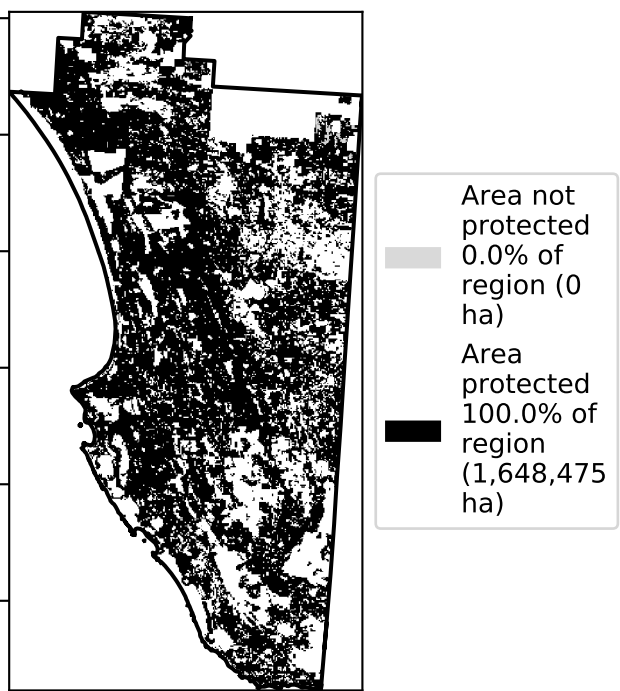 Area not
protected
0.0% of
region (0
ha)
Area
protected
100.0% of
region
(1,648,475
ha)